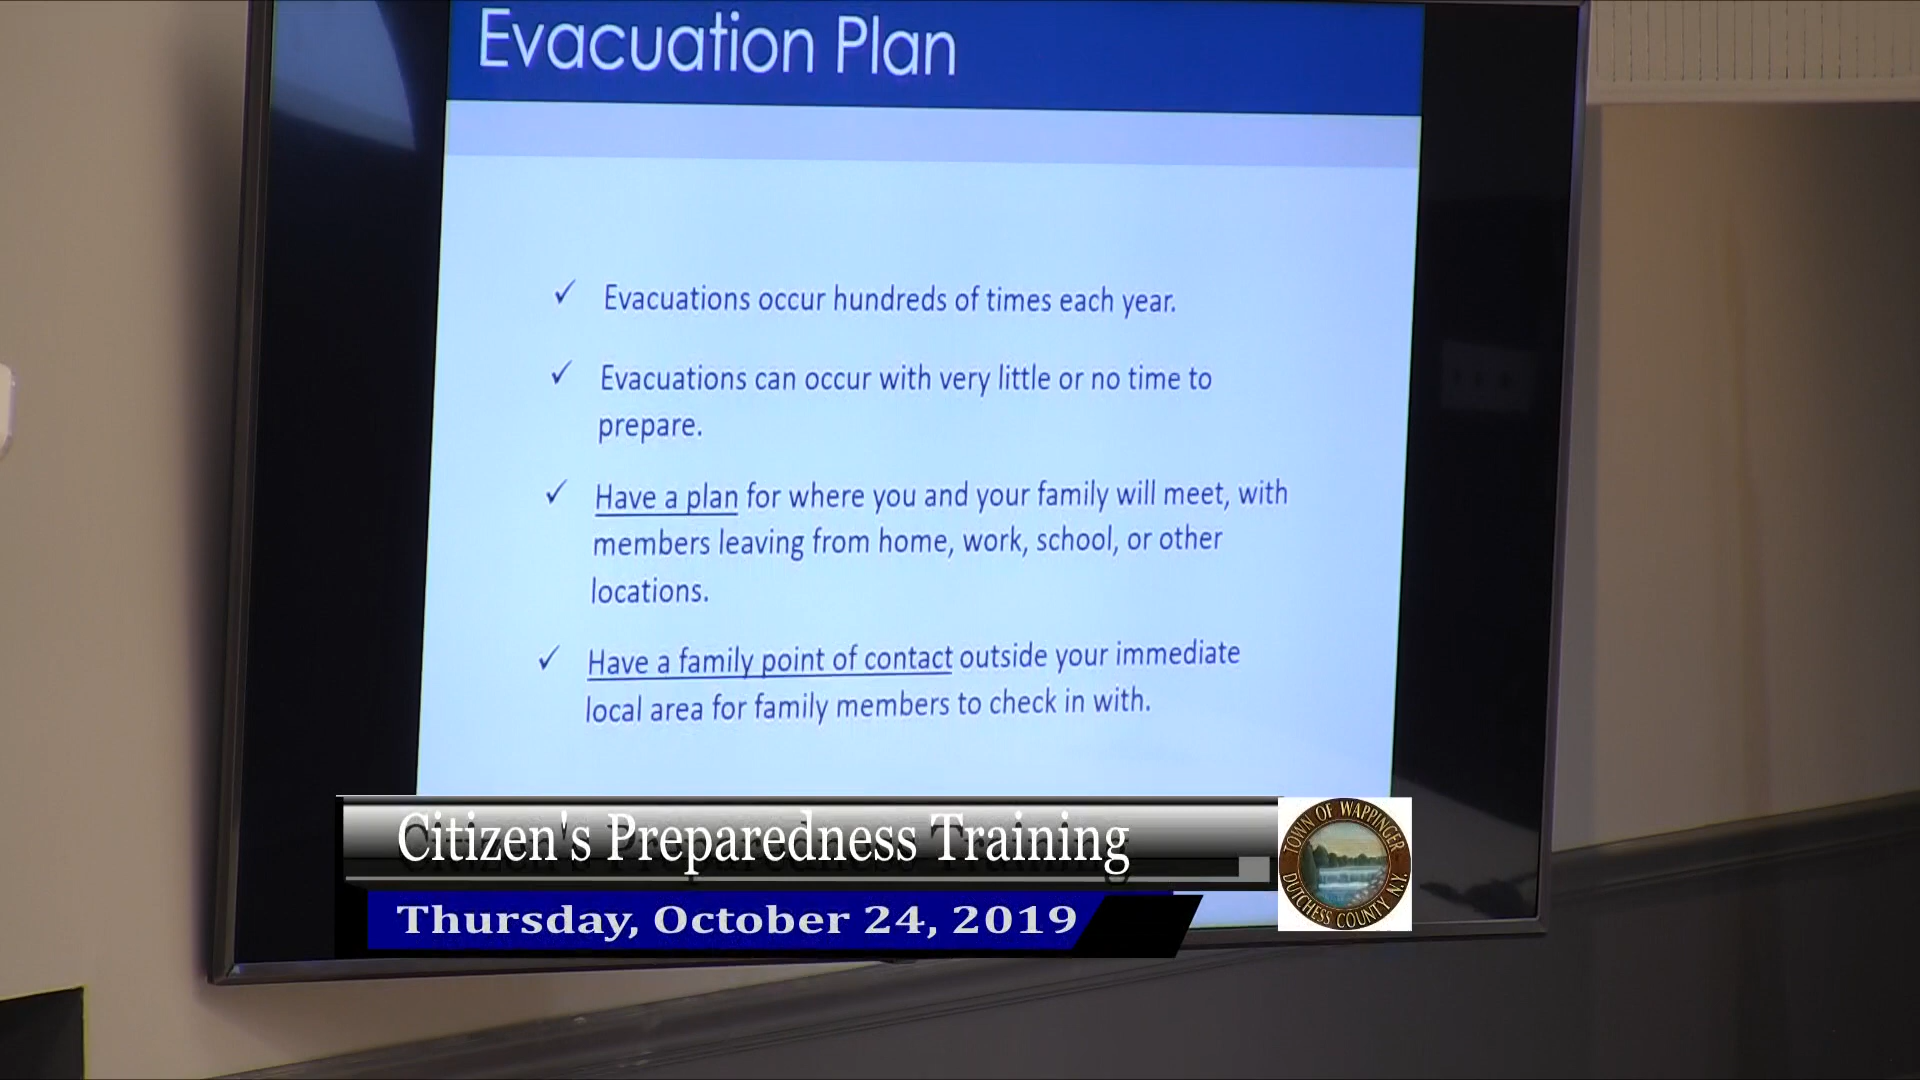 Evacuation Plan
✓ Evacuations occur hundreds of times each year.
✓ Evacuations can occur with very little or no time to
prepare.
✓ Have a plan for where you and your family will meet, with
members leaving from home, work, school, or other
locations.
✓ Have a family point of contact outside your immediate
local area for family members to check in with.
Citizen's Preparedness Training
Thursday, October 24, 2019
TOWN OF WAPPINGER
DUTCHESS COUNTY N.Y.